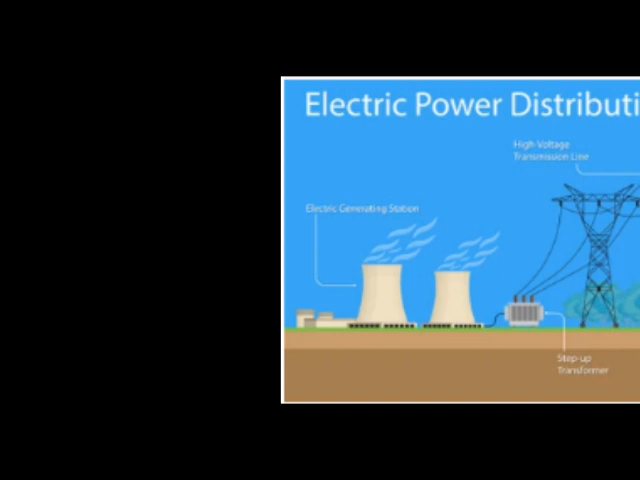 Electric Power Distributi
High-Voltage
Transmission Line
Electric Generating Station
Step-up
Transformer